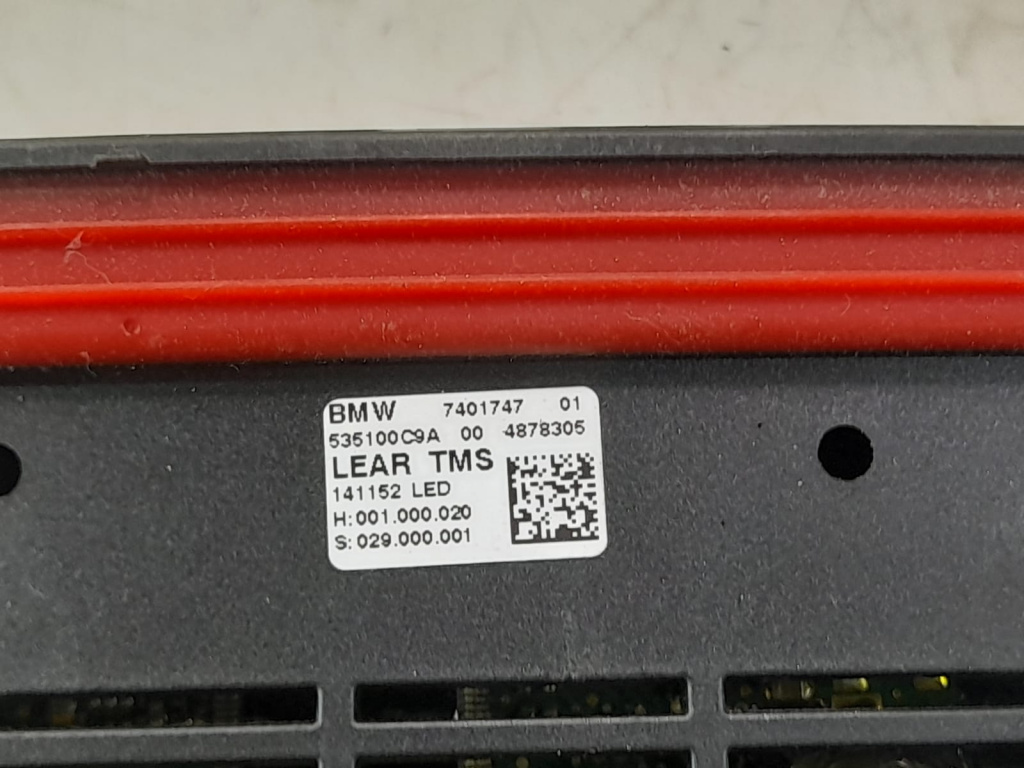 BMW 7401747 01
535100C9A 00 4878305
LEAR TMS
141152 LED
H:001.000.020
S:029.000.001